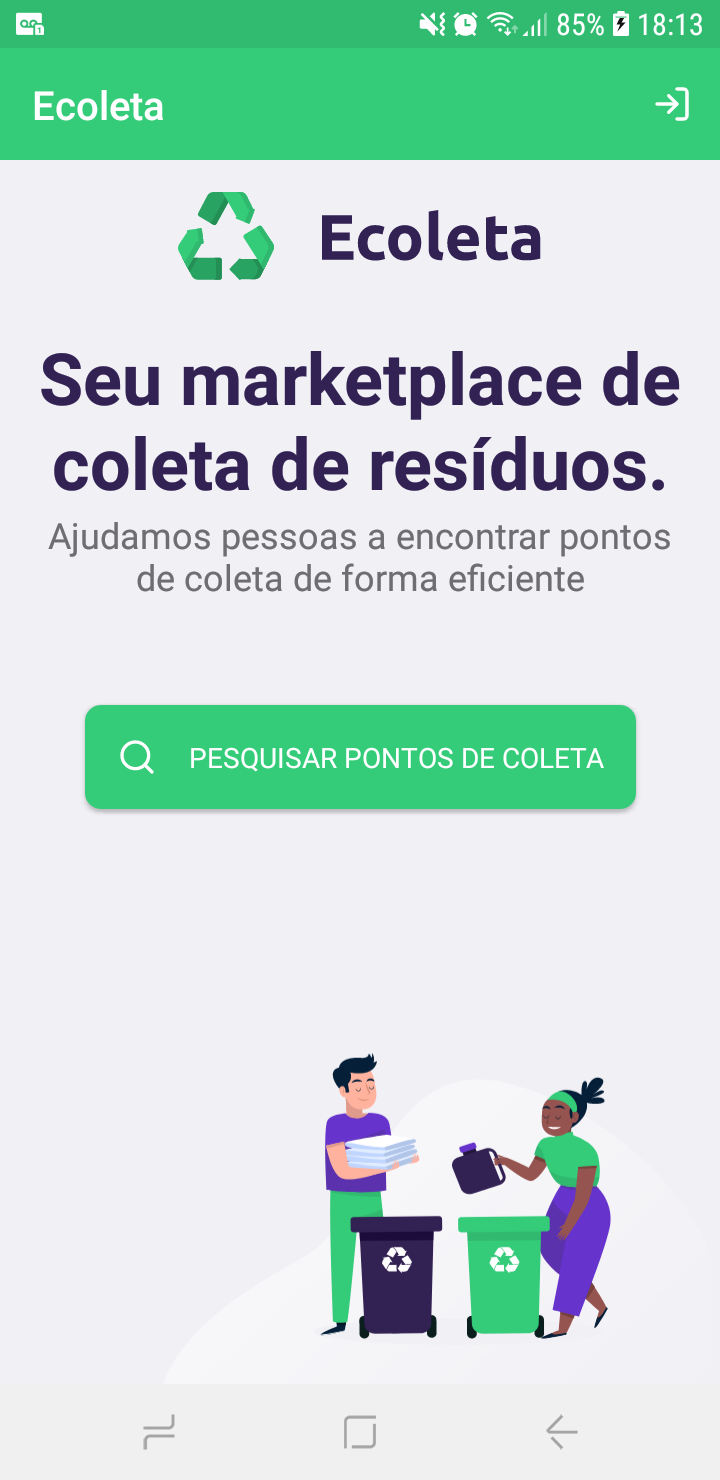 85% 18:13
Ecoleta
Ecoleta
Seu marketplace de
coleta de resíduos.
Ajudamos pessoas a encontrar pontos
de coleta de forma eficiente
PESQUISAR PONTOS DE COLETA